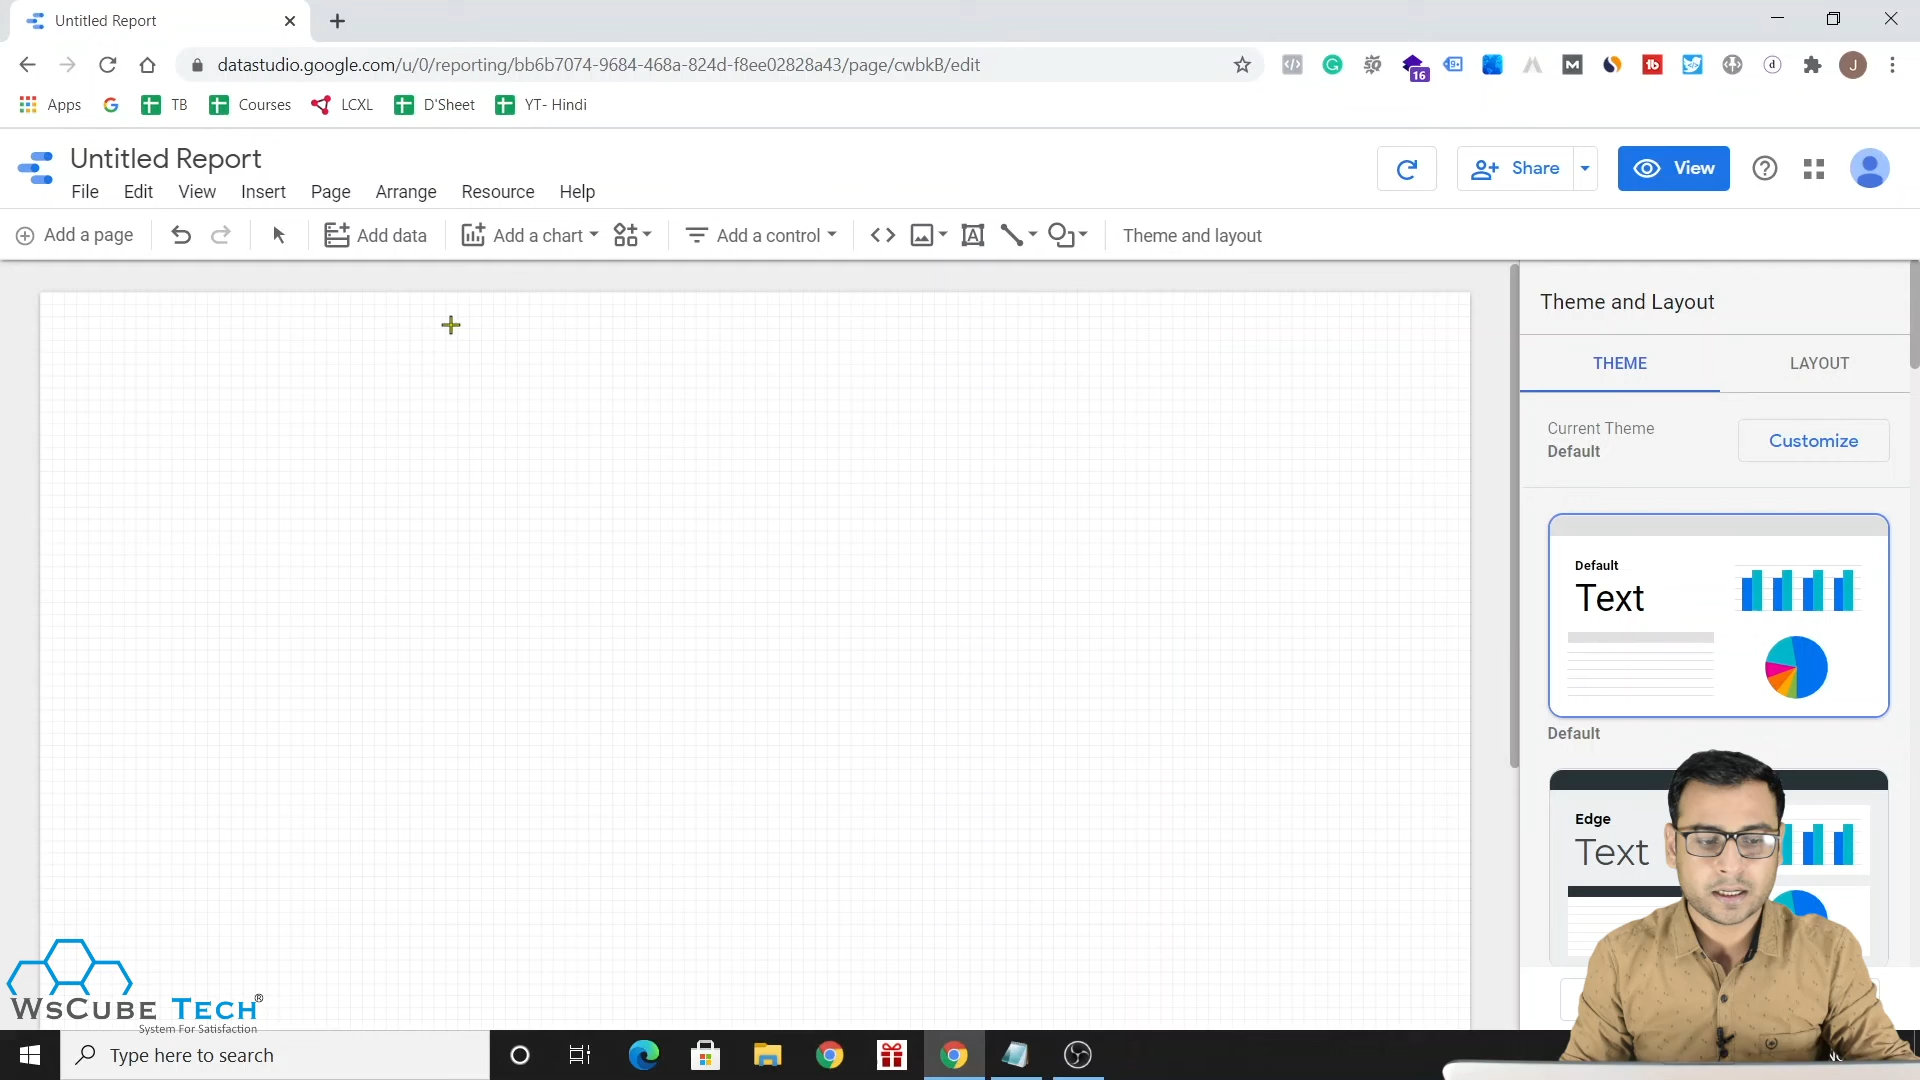 Untitled Report
datastudio.google.com/u/0/reporting/bb6b7074-9684-468a-824d-f8ee02828a43/page/cwbkB/edit
16
J
Apps
TB
Courses
LCXL
D'Sheet
YT- Hindi
Untitled Report
File Edit View Insert Page Arrange Resource Help
Share
View
Add a page
Add data
Add a chart
Add a control
Theme and layout
Theme and Layout
THEME
LAYOUT
Current Theme
Default
Customize
Default
Text
Default
Edge
Text
WsCube Tech®
System For Satisfaction
Type here to search